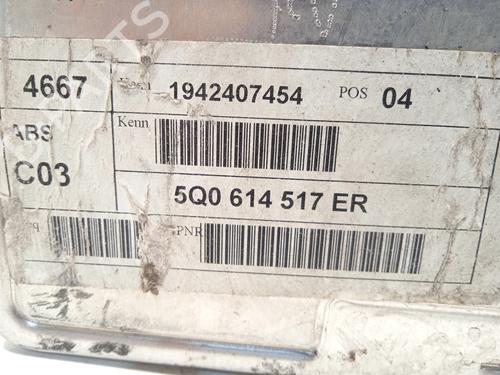 4667
1942407454 POS 04
Kenn
ABS
C03
5Q0 614 517 ER
PNR